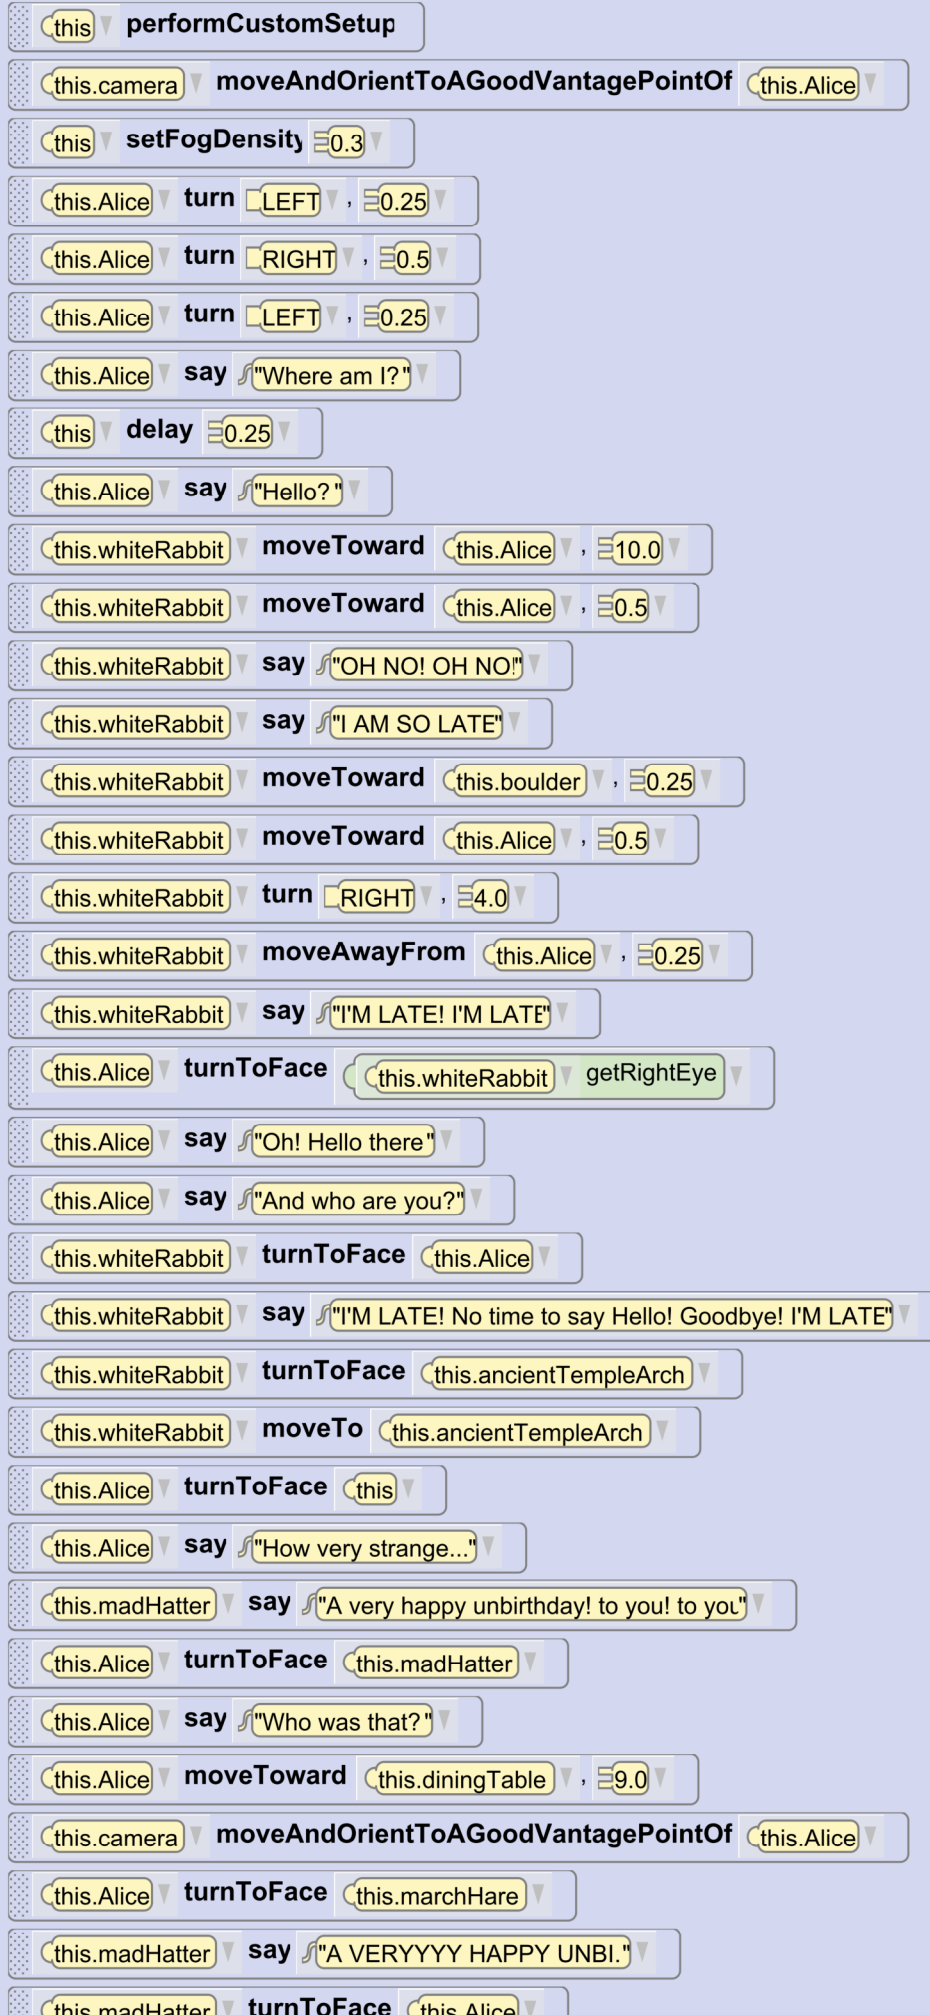 this performCustomSetup
this.camera moveAndOrientToAGoodVantagePointOf this.Alice
this setFogDensity 0.3
this.Alice turn LEFT , 0.25
this.Alice turn RIGHT , 0.5
this.Alice turn LEFT , 0.25
this.Alice say "Where am I?"
this delay 0.25
this.Alice say "Hello? "
this.whiteRabbit moveToward this.Alice , 10.0
this.whiteRabbit moveToward this.Alice , 0.5
this.whiteRabbit say "OH NO! OH NO!"
this.whiteRabbit say "I AM SO LATE"
this.whiteRabbit moveToward this.boulder , 0.25
this.whiteRabbit moveToward this.Alice , 0.5
this.whiteRabbit turn RIGHT , 4.0
this.whiteRabbit moveAwayFrom this.Alice , 0.25
this.whiteRabbit say "I'M LATE! I'M LATE"
this.Alice turnToFace this.whiteRabbit getRightEye
this.Alice say "Oh! Hello there"
this.Alice say "And who are you?"
this.whiteRabbit turnToFace this.Alice
this.whiteRabbit say "I'M LATE! No time to say Hello! Goodbye! I'M LATE"
this.whiteRabbit turnToFace this.ancientTempleArch
this.whiteRabbit moveTo this.ancientTempleArch
this.Alice turnToFace this
this.Alice say "How very strange..."
this.madHatter say "A very happy unbirthday! to you! to you"
this.Alice turnToFace this.madHatter
this.Alice say "Who was that?"
this.Alice moveToward this.diningTable , 9.0
this.camera moveAndOrientToAGoodVantagePointOf this.Alice
this.Alice turnToFace this.marchHare
this.madHatter say "A VERYYYY HAPPY UNBI."
this.madHatter turnToFace this.Alice